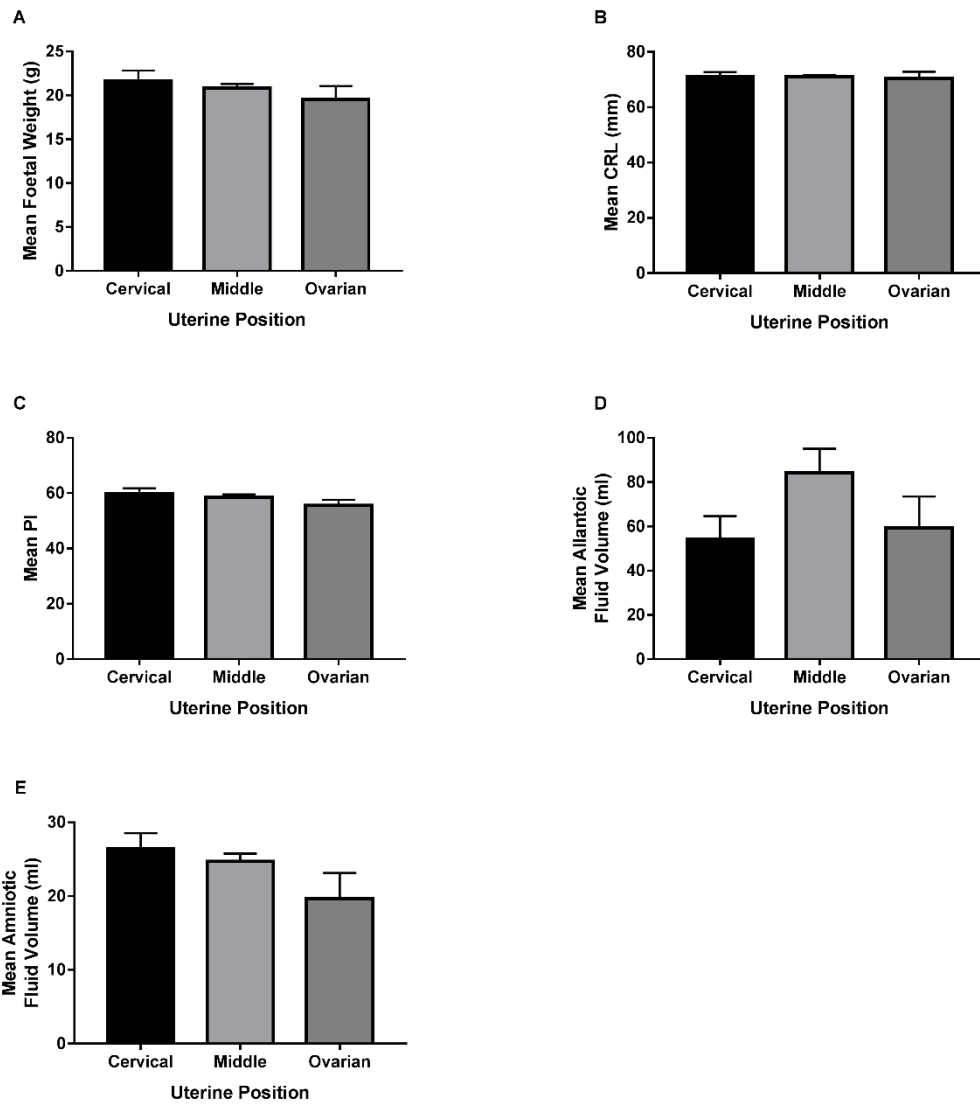 A
Mean Foetal Weight (g)
25
20
15
10
5
0
Cervical Middle Ovarian
Uterine Position
B
Mean CRL (mm)
80
60
40
20
0
Cervical Middle Ovarian
Uterine Position
C
Mean PI
80
60
40
20
0
Cervical Middle Ovarian
Uterine Position
D
Mean Allantoic
Fluid Volume (ml)
100
80
60
40
20
0
Cervical Middle Ovarian
Uterine Position
E
Mean Amniotic
Fluid Volume (ml)
30
20
10
0
Cervical Middle Ovarian
Uterine Position